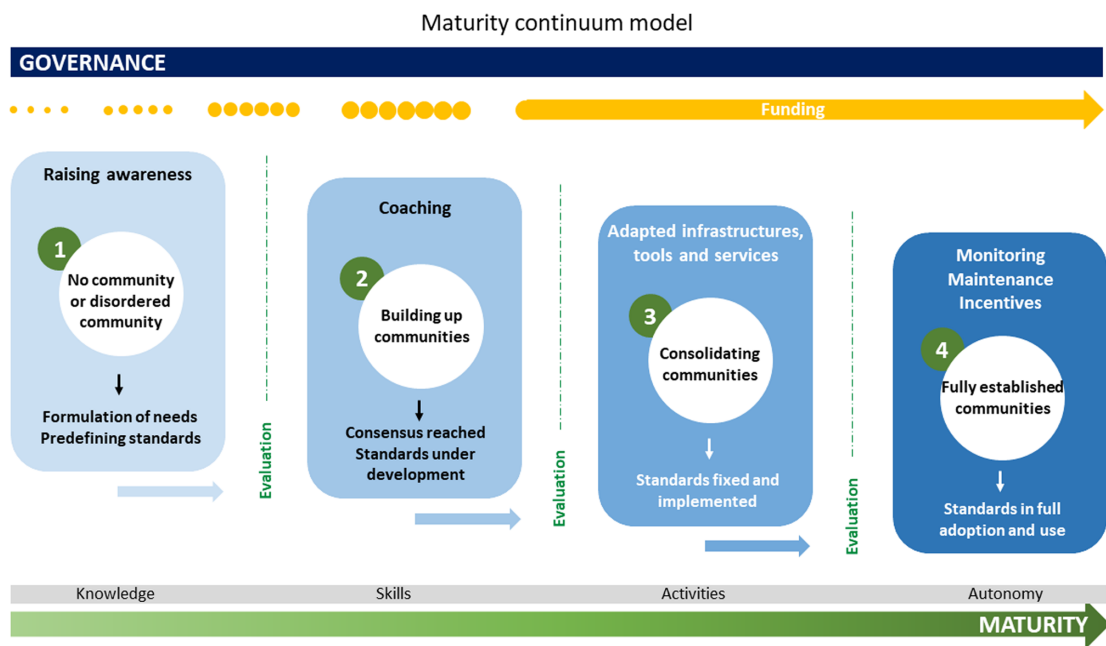 Maturity continuum model
GOVERNANCE
Funding
Raising awareness
1
No community
or disordered
community
Formulation of needs
Predefining standards
Evaluation
Coaching
2
Building up
communities
Consensus reached
Standards under
development
Evaluation
Adapted infrastructures,
tools and services
3
Consolidating
communities
Standards fixed and
implemented
Evaluation
Monitoring
Maintenance
Incentives
4
Fully established
communities
Standards in full
adoption and use
Knowledge
Skills
Activities
Autonomy
MATURITY